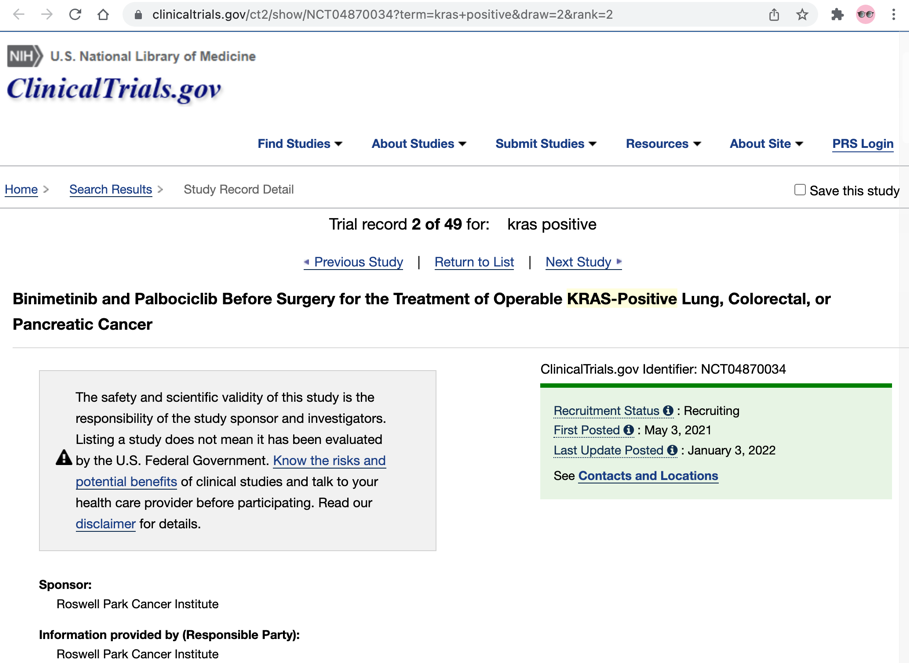 clinicaltrials.gov/ct2/show/NCT04870034?term=kras+positive&draw=2&rank=2
NIH U.S. National Library of Medicine
ClinicalTrials.gov
Find Studies About Studies Submit Studies Resources About Site PRS Login
Home > Search Results > Study Record Detail Save this study
Trial record 2 of 49 for: kras positive
Previous Study | Return to List | Next Study
Binimetinib and Palbociclib Before Surgery for the Treatment of Operable KRAS-Positive Lung, Colorectal, or
Pancreatic Cancer
The safety and scientific validity of this study is the
responsibility of the study sponsor and investigators.
Listing a study does not mean it has been evaluated
by the U.S. Federal Government. Know the risks and
potential benefits of clinical studies and talk to your
health care provider before participating. Read our
disclaimer for details.
ClinicalTrials.gov Identifier: NCT04870034
Recruitment Status : Recruiting
First Posted : May 3, 2021
Last Update Posted : January 3, 2022
See Contacts and Locations
Sponsor:
Roswell Park Cancer Institute
Information provided by (Responsible Party):
Roswell Park Cancer Institute